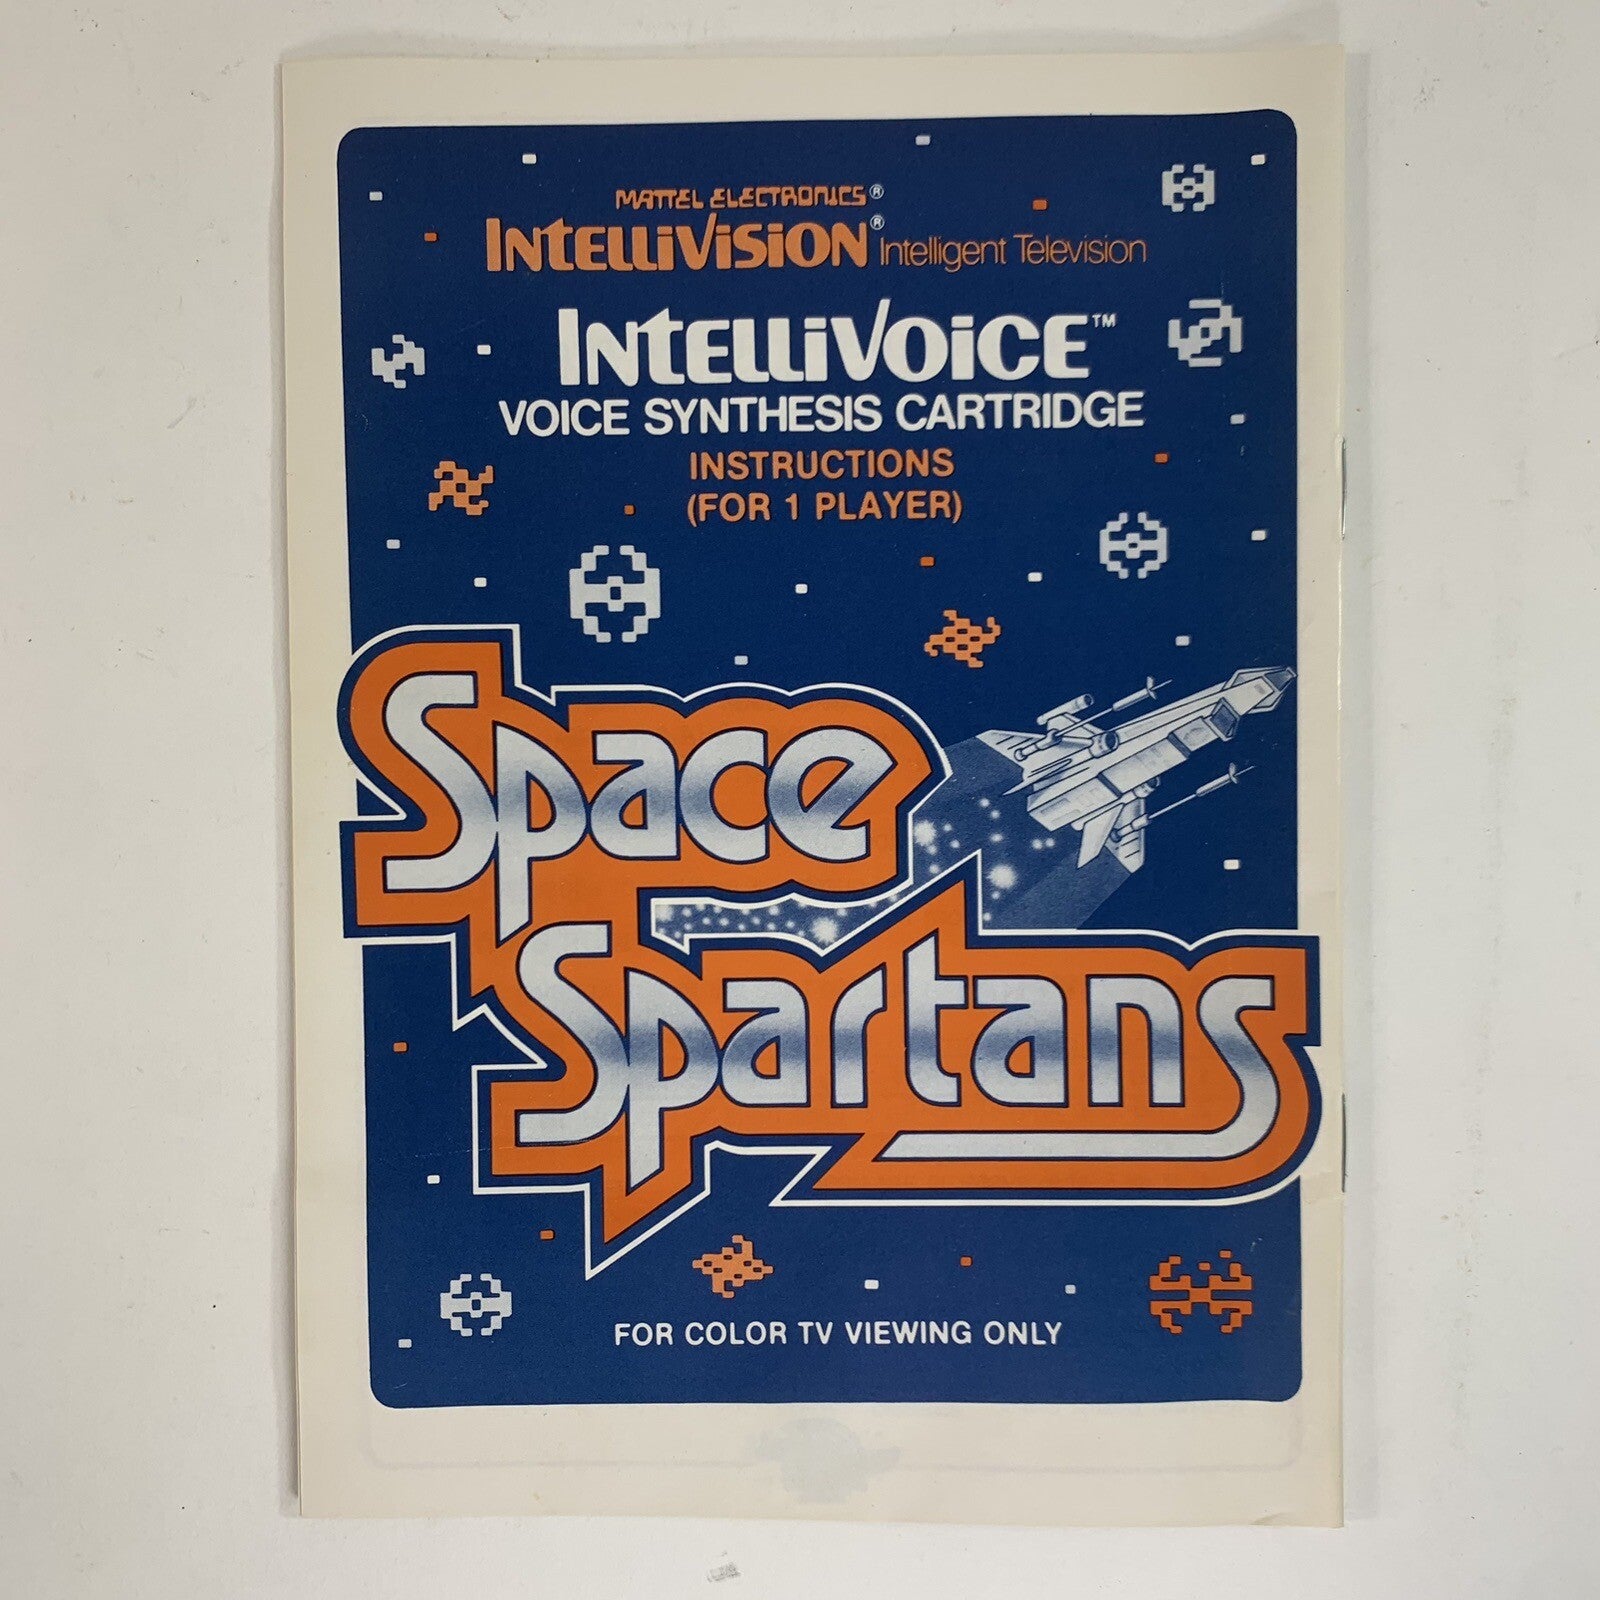 MATTEL ELECTRONICS®
INTELLIVISION® Intelligent Television
INTELLIVOICE™
VOICE SYNTHESIS CARTRIDGE
INSTRUCTIONS
(FOR 1 PLAYER)
Space
Spartans
FOR COLOR TV VIEWING ONLY